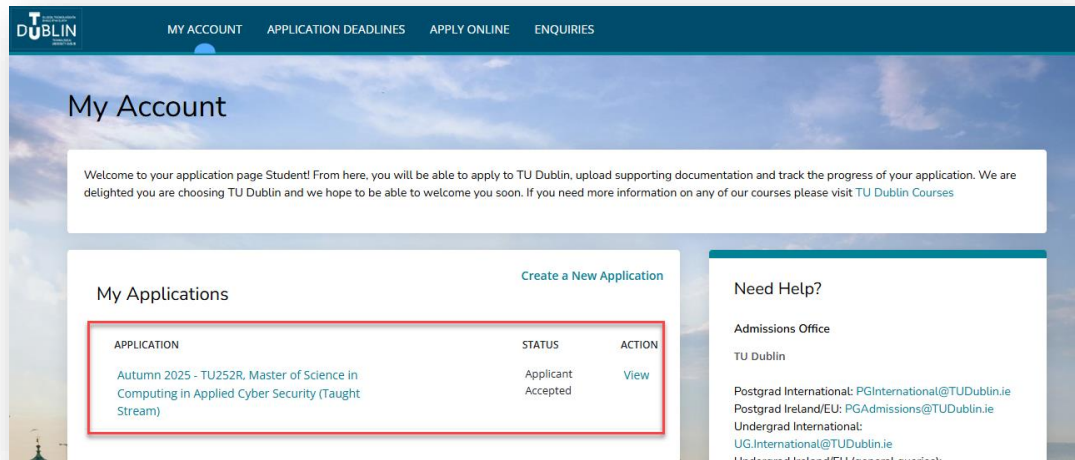 DUBLIN
MY ACCOUNT APPLICATION DEADLINES APPLY ONLINE ENQUIRIES
My Account
Welcome to your application page Student! From here, you will be able to apply to TU Dublin, upload supporting documentation and track the progress of your application. We are
delighted you are choosing TU Dublin and we hope to be able to welcome you soon. If you need more information on any of our courses please visit TU Dublin Courses
Create a New Application
My Applications
APPLICATION STATUS ACTION
Autumn 2025 - TU252R, Master of Science in
Computing in Applied Cyber Security (Taught
Stream)
Applicant
Accepted
View
Need Help?
Admissions Office
TU Dublin
Postgrad International: PGInternational@TUDublin.ie
Postgrad Ireland/EU: PGAdmissions@TUDublin.ie
Undergrad International:
UG.International@TUDublin.ie
Undergrad Ireland/EU (general queries):